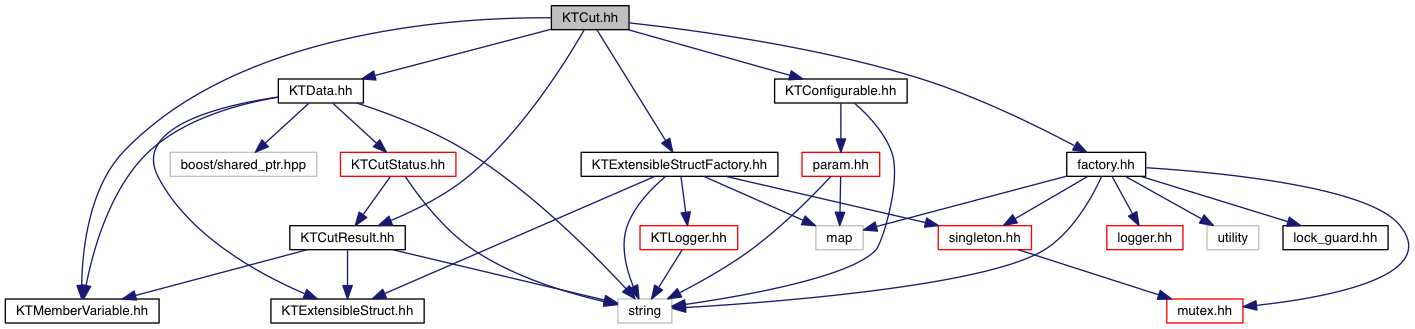 KTCut.hh
KTData.hh
KTConfigurable.hh
boost/shared_ptr.hpp
KTCutStatus.hh
KTExtensibleStructFactory.hh
param.hh
factory.hh
KTCutResult.hh
KTLogger.hh
map
singleton.hh
logger.hh
utility
lock_guard.hh
KTMemberVariable.hh
KTExtensibleStruct.hh
string
mutex.hh